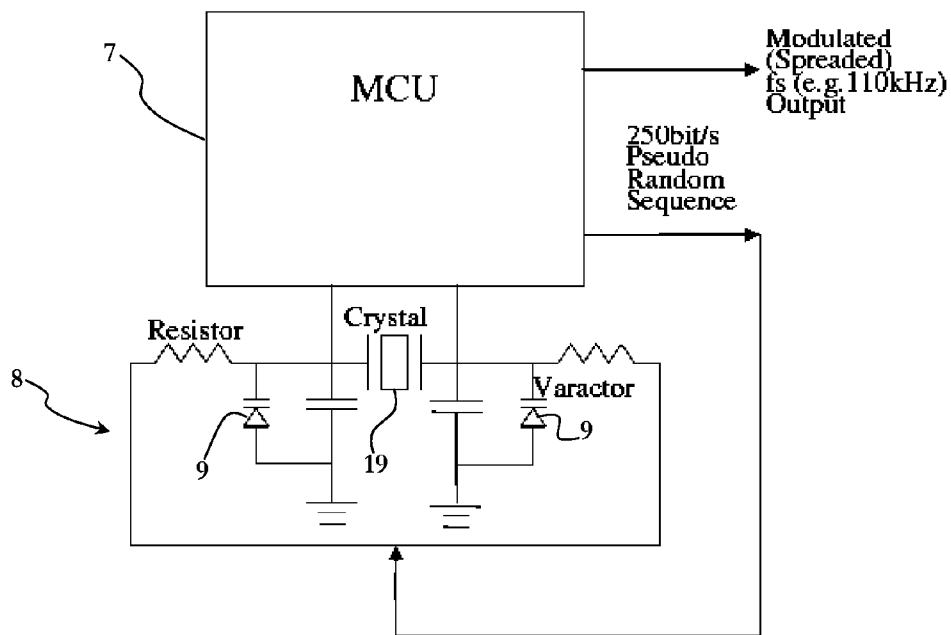 7
MCU
Modulated
(Spreaded)
fs (e.g. 110kHz)
Output
250bit/s
Pseudo
Random
Sequence
Resistor
Crystal
8
Varactor
9
19
9